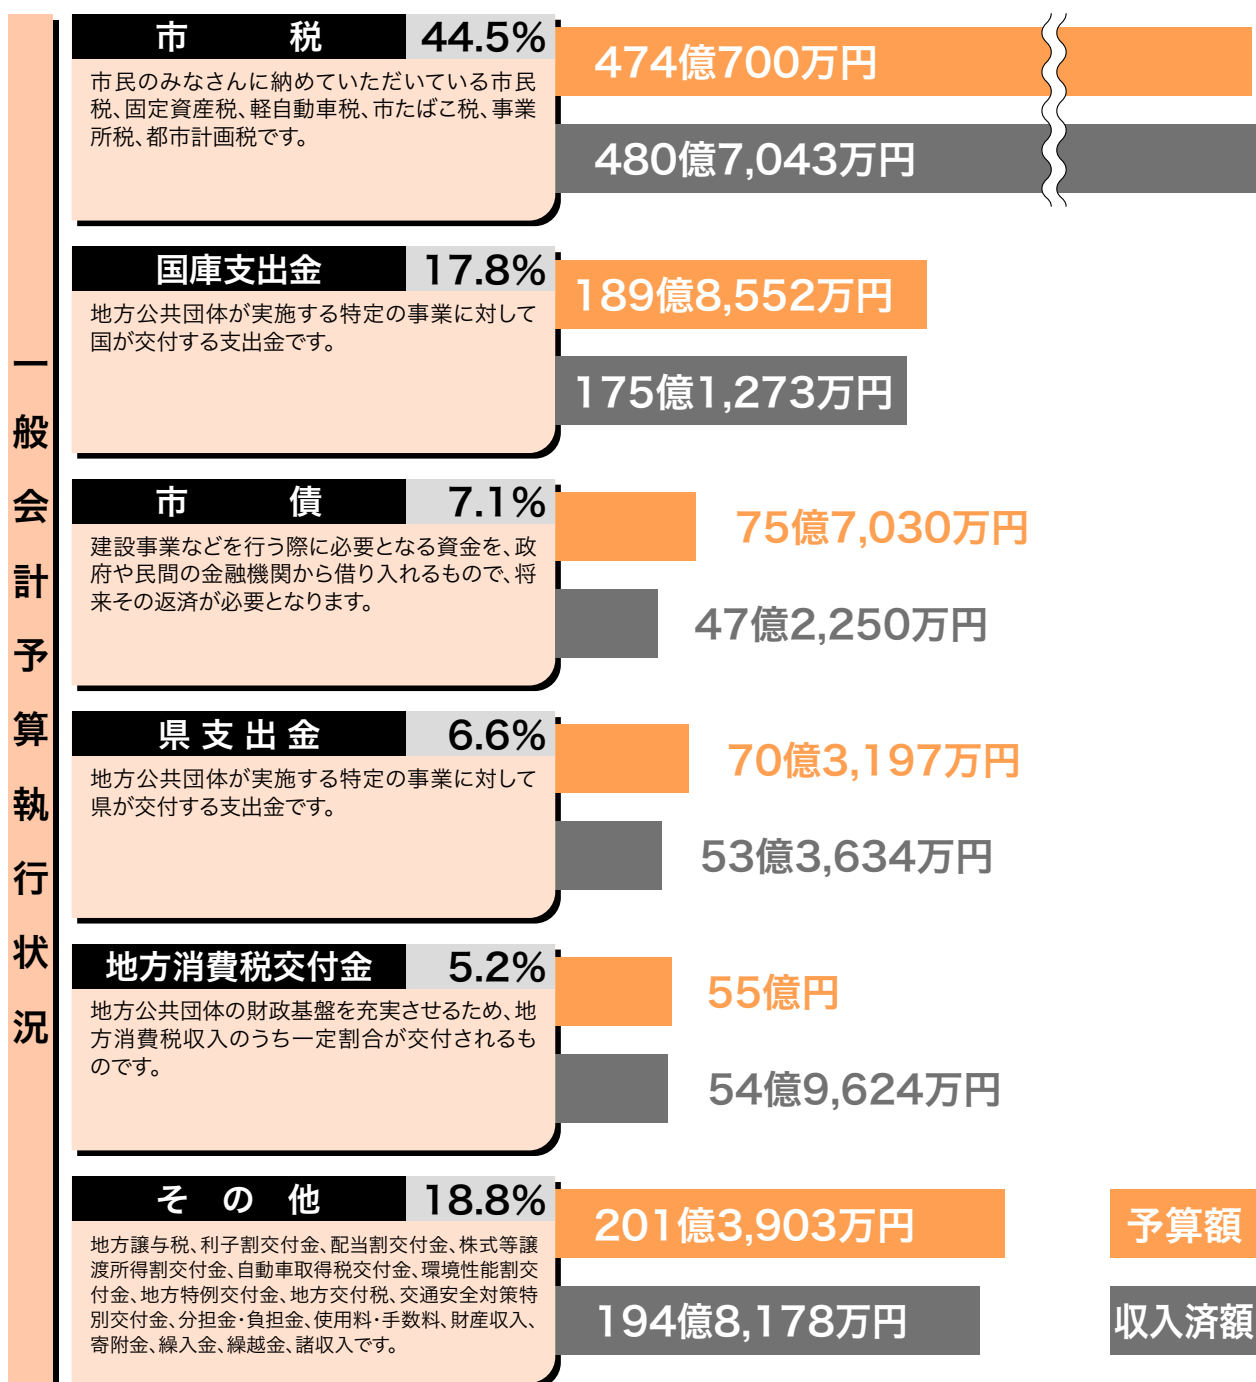 一般会計予算執行状況
市税 44.5%
市民のみなさんに納めていただいている市民
税、固定資産税、軽自動車税、市たばこ税、事業
所税、都市計画税です。
474億700万円
480億7,043万円
国庫支出金 17.8%
地方公共団体が実施する特定の事業に対して
国が交付する支出金です。
189億8,552万円
175億1,273万円
市債 7.1%
建設事業などを行う際に必要となる資金を、政
府や民間の金融機関から借り入れるもので、将
来その返済が必要となります。
75億7,030万円
47億2,250万円
県支出金 6.6%
地方公共団体が実施する特定の事業に対して
県が交付する支出金です。
70億3,197万円
53億3,634万円
地方消費税交付金 5.2%
地方公共団体の財政基盤を充実させるため、地
方消費税収入のうち一定割合が交付されるも
のです。
55億円
54億9,624万円
その他 18.8%
地方譲与税、利子割交付金、配当割交付金、株式等譲
渡所得割交付金、自動車取得税交付金、環境性能割交
付金、地方特例交付金、地方交付税、交通安全対策特
別交付金、分担金・負担金、使用料・手数料、財産収入、
寄附金、繰入金、繰越金、諸収入です。
201億3,903万円
194億8,178万円
予算額
収入済額